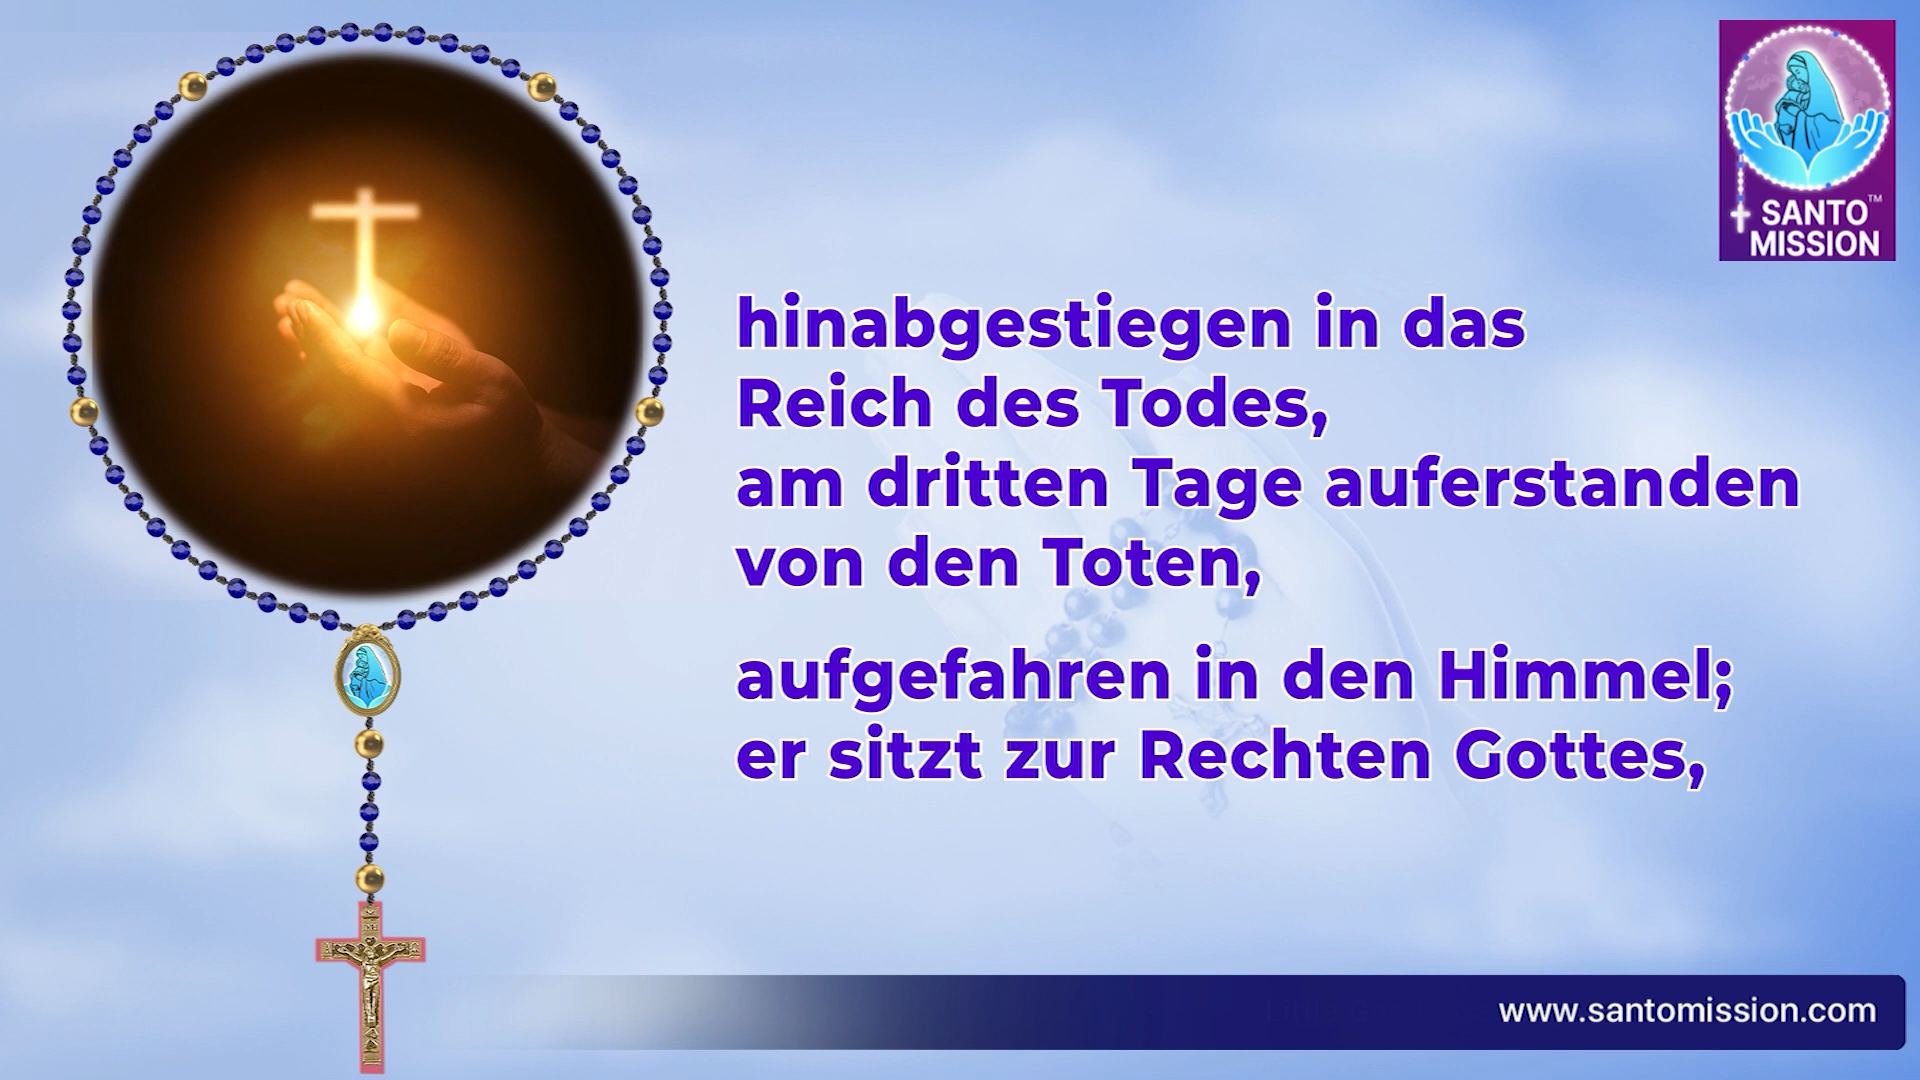 SANTO™
MISSION
hinabgestiegen in das
Reich des Todes,
am dritten Tage auferstanden
von den Toten,
aufgefahren in den Himmel;
er sitzt zur Rechten Gottes,
www.santomission.com